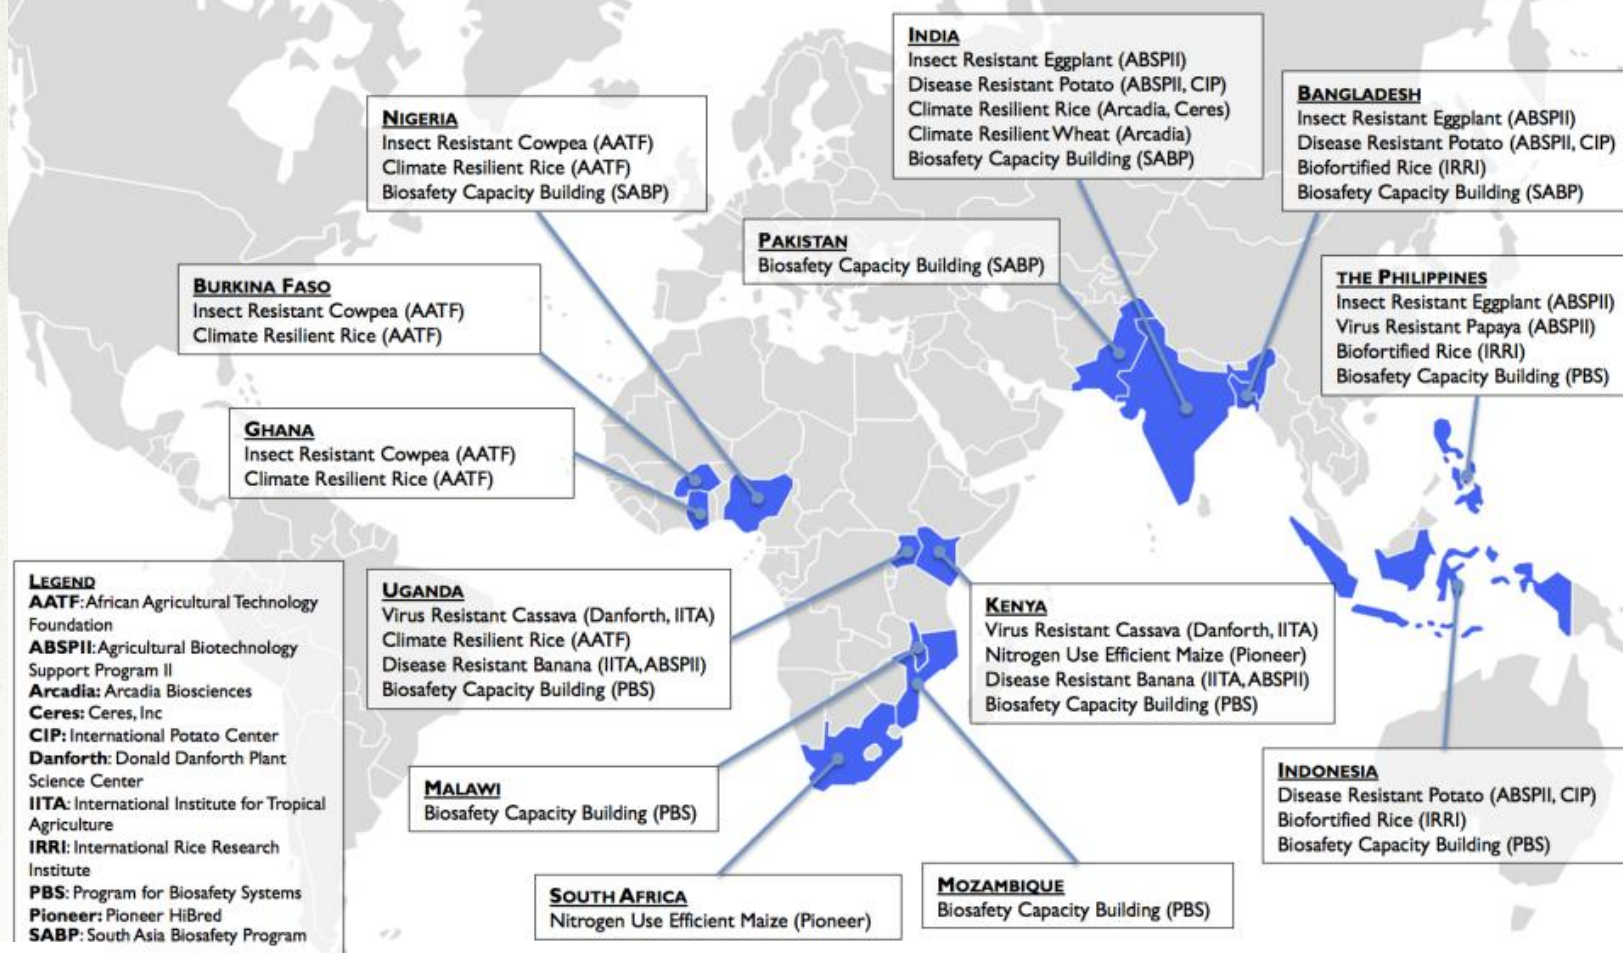 INDIA
Insect Resistant Eggplant (ABSPII)
Disease Resistant Potato (ABSPII, CIP)
Climate Resilient Rice (Arcadia, Ceres)
Climate Resilient Wheat (Arcadia)
Biosafety Capacity Building (SABP)
BANGLADESH
Insect Resistant Eggplant (ABSPII)
Disease Resistant Potato (ABSPII, CIP)
Biofortified Rice (IRRI)
Biosafety Capacity Building (SABP)
NIGERIA
Insect Resistant Cowpea (AATF)
Climate Resilient Rice (AATF)
Biosafety Capacity Building (SABP)
PAKISTAN
Biosafety Capacity Building (SABP)
THE PHILIPPINES
Insect Resistant Eggplant (ABSPII)
Virus Resistant Papaya (ABSPII)
Biofortified Rice (IRRI)
Biosafety Capacity Building (PBS)
BURKINA FASO
Insect Resistant Cowpea (AATF)
Climate Resilient Rice (AATF)
GHANA
Insect Resistant Cowpea (AATF)
Climate Resilient Rice (AATF)
LEGEND
AATF: African Agricultural Technology
Foundation
ABSPII: Agricultural Biotechnology
Support Program II
Arcadia: Arcadia Biosciences
Ceres: Ceres, Inc
CIP: International Potato Center
Danforth: Donald Danforth Plant
Science Center
IITA: International Institute for Tropical
Agriculture
IRRI: International Rice Research
Institute
PBS: Program for Biosafety Systems
Pioneer: Pioneer HiBred
SABP: South Asia Biosafety Program
UGANDA
Virus Resistant Cassava (Danforth, IITA)
Climate Resilient Rice (AATF)
Disease Resistant Banana (IITA, ABSPII)
Biosafety Capacity Building (PBS)
KENYA
Virus Resistant Cassava (Danforth, IITA)
Nitrogen Use Efficient Maize (Pioneer)
Disease Resistant Banana (IITA, ABSPII)
Biosafety Capacity Building (PBS)
MALAWI
Biosafety Capacity Building (PBS)
INDONESIA
Disease Resistant Potato (ABSPII, CIP)
Biofortified Rice (IRRI)
Biosafety Capacity Building (PBS)
SOUTH AFRICA
Nitrogen Use Efficient Maize (Pioneer)
MOZAMBIQUE
Biosafety Capacity Building (PBS)